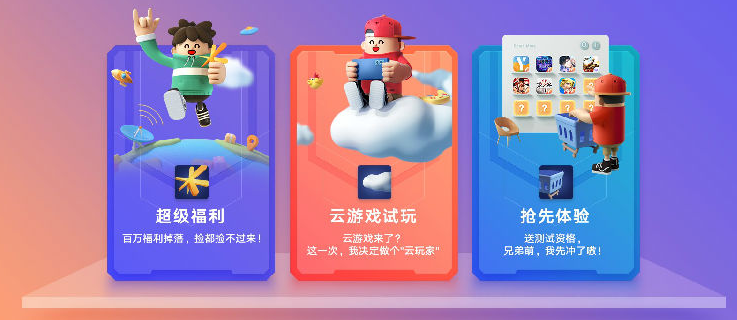 超级福利
百万福利掉落，捡都捡不过来！
云游戏试玩
云游戏来了？
这一次，我决定做个“云玩家”
抢先体验
送测试资格，
兄弟前，我先冲了嗷！